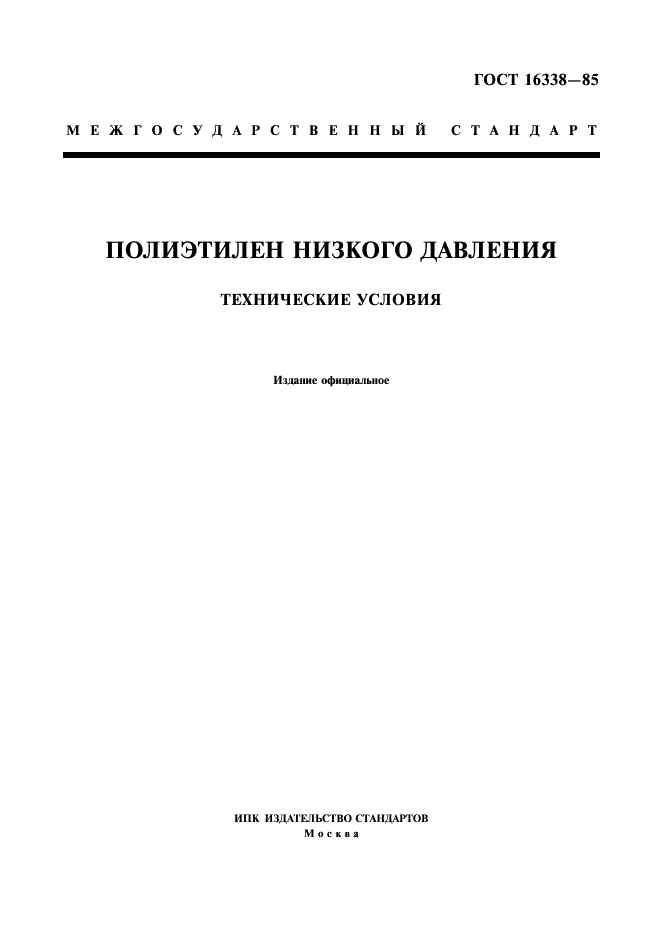 ГОСТ 16338—85
МЕЖГОСУДАРСТВЕННЫЙ СТАНДАРТ
ПОЛИЭТИЛЕН НИЗКОГО ДАВЛЕНИЯ
ТЕХНИЧЕСКИЕ УСЛОВИЯ
Издание официальное
ИПК ИЗДАТЕЛЬСТВО СТАНДАРТОВ
Москва